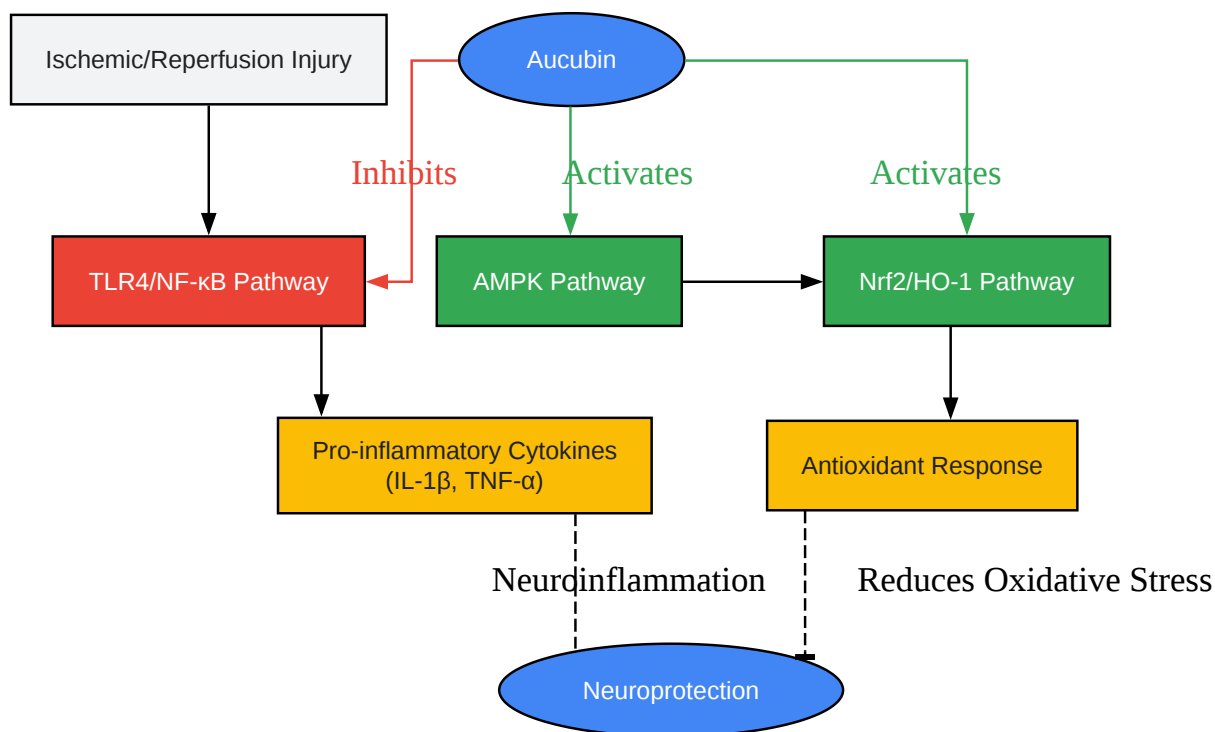 Ischemic/Reperfusion Injury
Aucubin
Inhibits
Activates
Activates
TLR4/NF-κB Pathway
AMPK Pathway
Nrf2/HO-1 Pathway
Pro-inflammatory Cytokines
(IL-1β, TNF-α)
Antioxidant Response
Neuroinflammation
Reduces Oxidative Stress
Neuroprotection